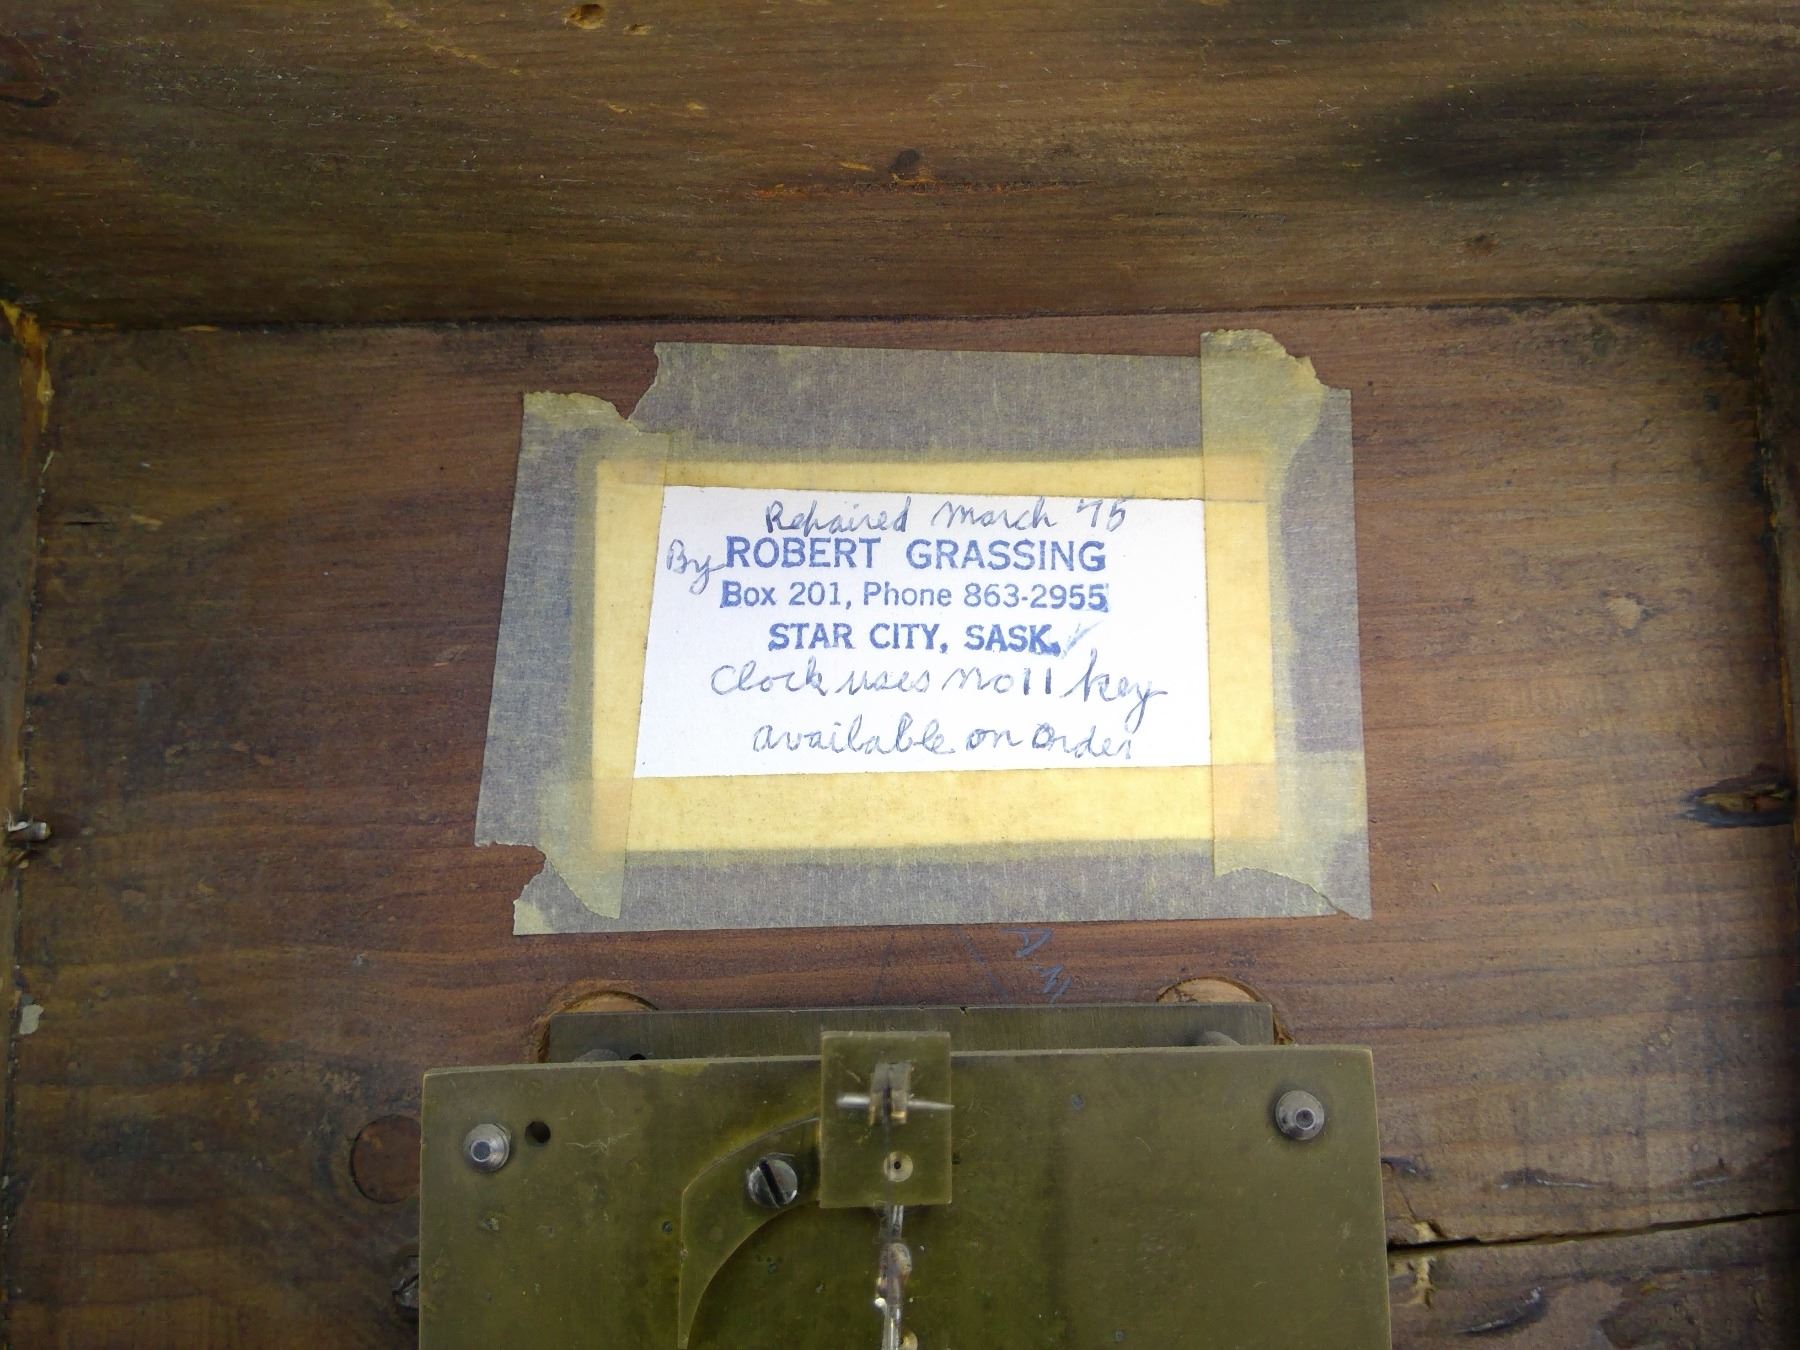 Repaired March '75
By ROBERT GRASSING
Box 201, Phone 863-2955
STAR CITY, SASK.
Clock uses no 11 key
available on order